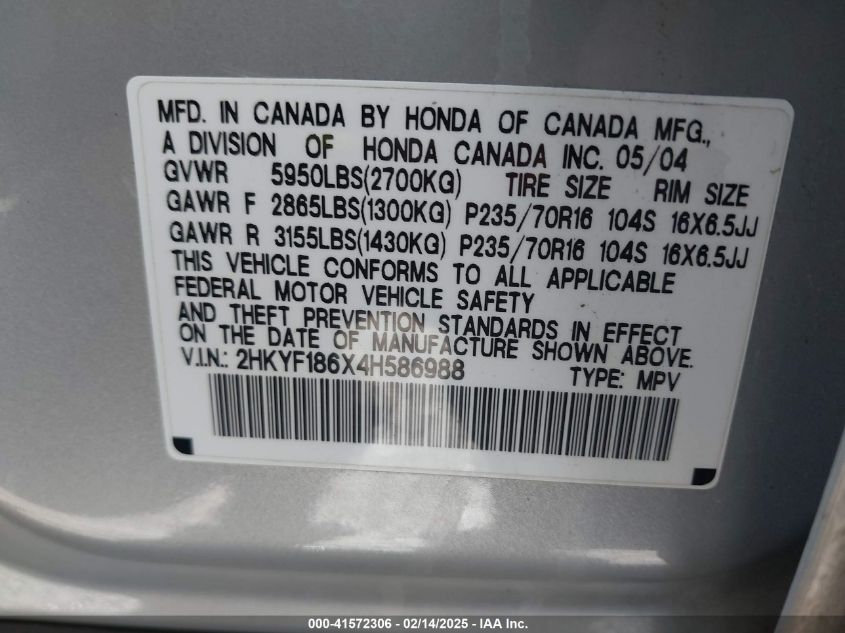 MFD. IN CANADA BY HONDA OF CANADA MFG.,
A DIVISION OF HONDA CANADA INC. 05/04
GVWR 5950LBS(2700KG) TIRE SIZE RIM SIZE
GAWR F 2865LBS(1300KG) P235/70R16 104S 16X6.5JJ
GAWR R 3155LBS(1430KG) P235/70R16 104S 16X6.5JJ
THIS VEHICLE CONFORMS TO ALL APPLICABLE
FEDERAL MOTOR VEHICLE SAFETY
AND THEFT PREVENTION STANDARDS IN EFFECT
ON THE DATE OF MANUFACTURE SHOWN ABOVE.
V.I.N.: 2HKYF186X4H586988 TYPE: MPV
000-41572306 - 02/14/2025 - IAA Inc.